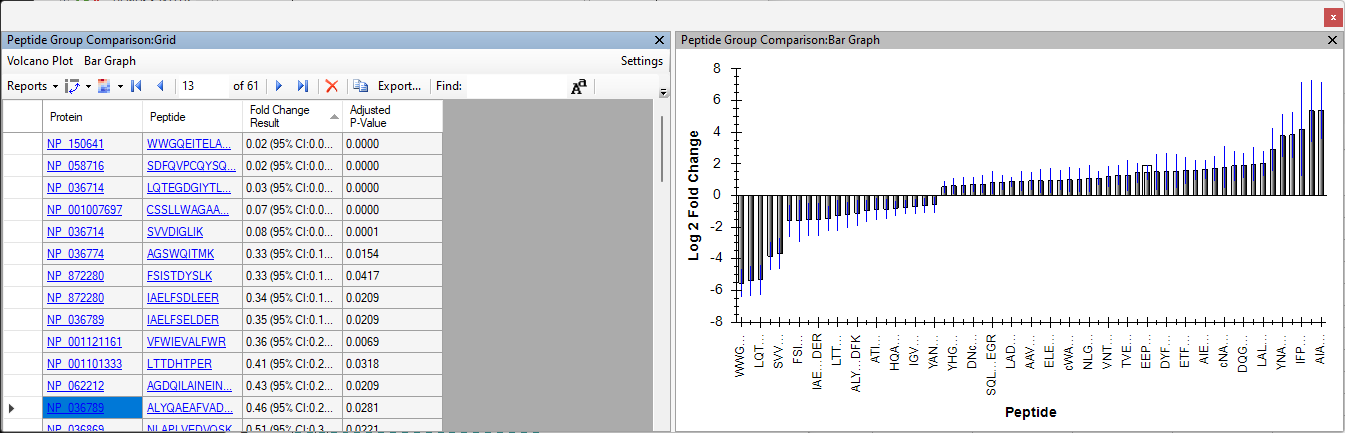 x
Peptide Group Comparison:Grid
Volcano Plot Bar Graph Settings
Reports 13 of 61 Export... Find: Aa
Protein Peptide Fold Change Result Adjusted P-Value
NP_150641 WWGQEITELA... 0.02 (95% CI:0.0... 0.0000
NP_058716 SDFQVPCQYSQ... 0.02 (95% CI:0.0... 0.0000
NP_036714 LQTEGDGIYTL... 0.03 (95% CI:0.0... 0.0000
NP_001007697 CSSLLWAGAA... 0.07 (95% CI:0.0... 0.0000
NP_036714 SVVDIGLIK 0.08 (95% CI:0.0... 0.0001
NP_036774 AGSWQITMK 0.33 (95% CI:0.1... 0.0154
NP_872280 FSISTDYSLK 0.33 (95% CI:0.1... 0.0417
NP_872280 IAELFSDLEER 0.34 (95% CI:0.1... 0.0209
NP_036789 IAELFSELDER 0.35 (95% CI:0.1... 0.0209
NP_001121161 VFWIEVALFWR 0.36 (95% CI:0.2... 0.0069
NP_001101333 LTTDHTPER 0.41 (95% CI:0.2... 0.0318
NP_062212 AGDQILAINEIN... 0.43 (95% CI:0.2... 0.0209
NP_036789 ALYQAEAFVAD... 0.46 (95% CI:0.2... 0.0281
NP_036869 NLAPLVEDVQSK 0.51 (95% CI:0.3... 0.0221
Peptide Group Comparison:Bar Graph
Log 2 Fold Change
8
6
4
2
0
-2
-4
-6
-8
WWG...
LQT...
SVV...
FSI...
IAE...DER
LTT...
ALY...DFK
ATI...
HQA...
IGV...
YAN...
YHG...
DNc...
SQL...EGR
LAD...
AAV...
ELE...
cWA...
NLG...
VNT...
TVE...
EEP...
DYF...
ETF...
AIE...
cNA...
DQG...
LAL...
YNA...
IFP...
AIA...
Peptide